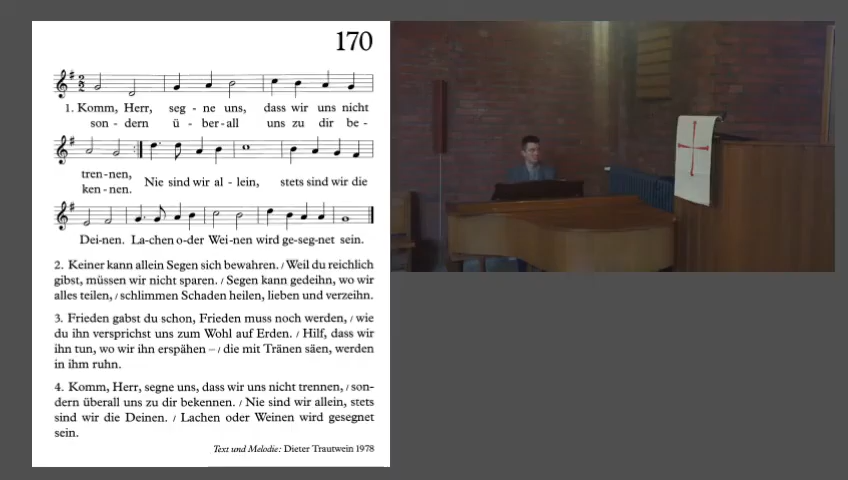 170
1. Komm, Herr, seg - ne uns, dass wir uns nicht
son - dern ü - ber - all uns zu dir be -
tren - nen,
ken - nen. Nie sind wir al - lein, stets sind wir die
Dei-nen. La-chen o-der Wei-nen wird ge-seg-net sein.
2. Keiner kann allein Segen sich bewahren. / Weil du reichlich
gibst, müssen wir nicht sparen. / Segen kann gedeihn, wo wir
alles teilen, / schlimmen Schaden heilen, lieben und verzeihn.
3. Frieden gabst du schon, Frieden muss noch werden, / wie
du ihn versprichst uns zum Wohl auf Erden. / Hilf, dass wir
ihn tun, wo wir ihn erspähen – / die mit Tränen säen, werden
in ihm ruhn.
4. Komm, Herr, segne uns, dass wir uns nicht trennen, / son-
dern überall uns zu dir bekennen. / Nie sind wir allein, stets
sind wir die Deinen. / Lachen oder Weinen wird gesegnet
sein.
Text und Melodie: Dieter Trautwein 1978